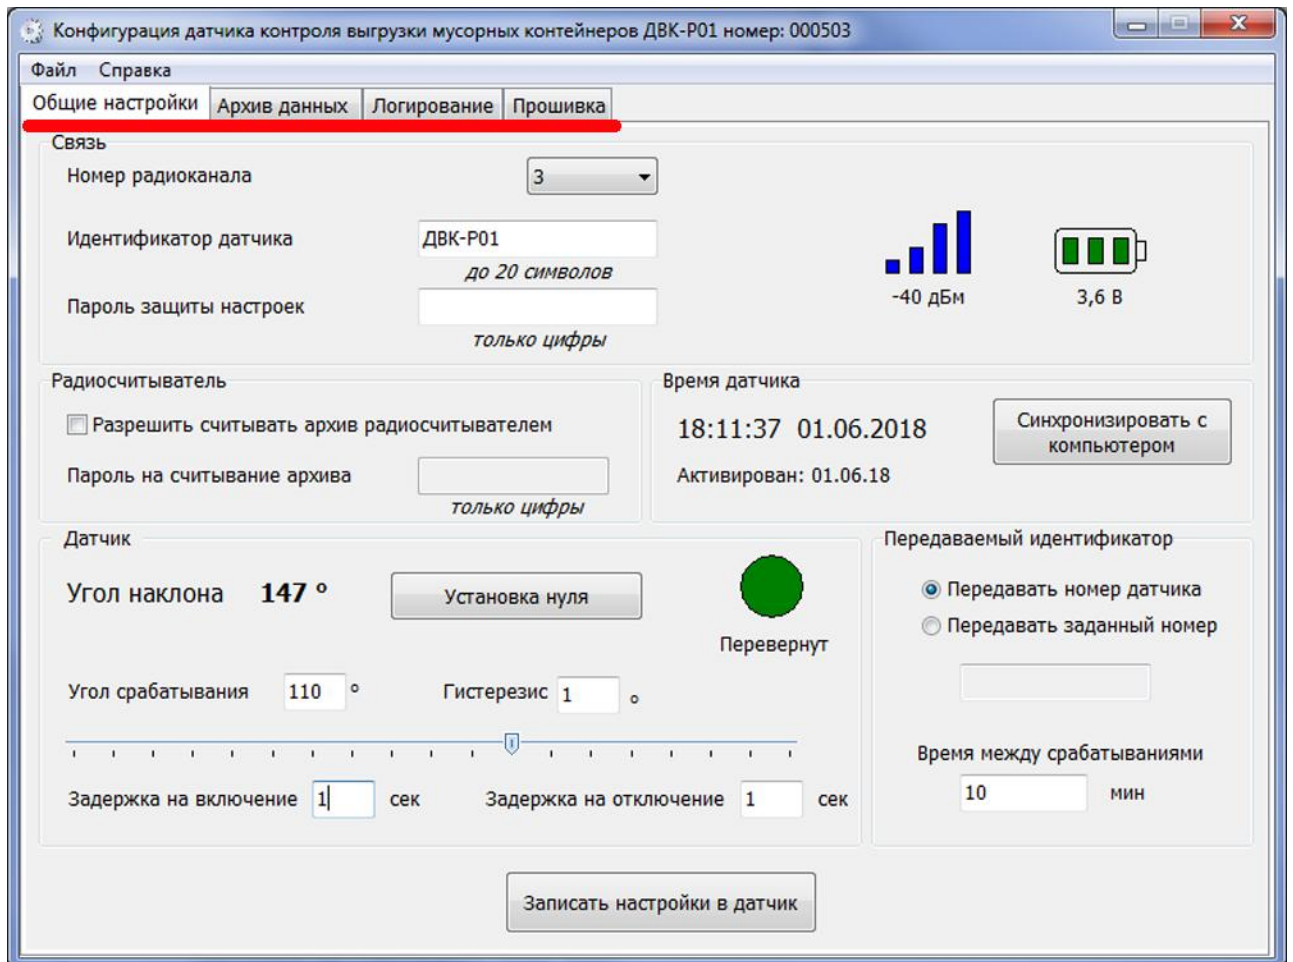 Конфигурация датчика контроля выгрузки мусорных контейнеров ДВК-Р01 номер: 000503
Файл Справка
Общие настройки Архив данных Логирование Прошивка
Связь
Номер радиоканала 3
Идентификатор датчика ДВК-Р01
до 20 символов
Пароль защиты настроек
только цифры
-40 дБм 3,6 В
Радиосчитыватель
Разрешить считывать архив радиосчитывателем
Пароль на считывание архива
только цифры
Время датчика
18:11:37 01.06.2018
Синхронизировать с
компьютером
Активирован: 01.06.18
Датчик
Угол наклона 147 °
Установка нуля
Перевернут
Угол срабатывания 110 ° Гистерезис 1 °
Задержка на включение 1 сек Задержка на отключение 1 сек
Передаваемый идентификатор
Передавать номер датчика
Передавать заданный номер
Время между срабатываниями
10 мин
Записать настройки в датчик